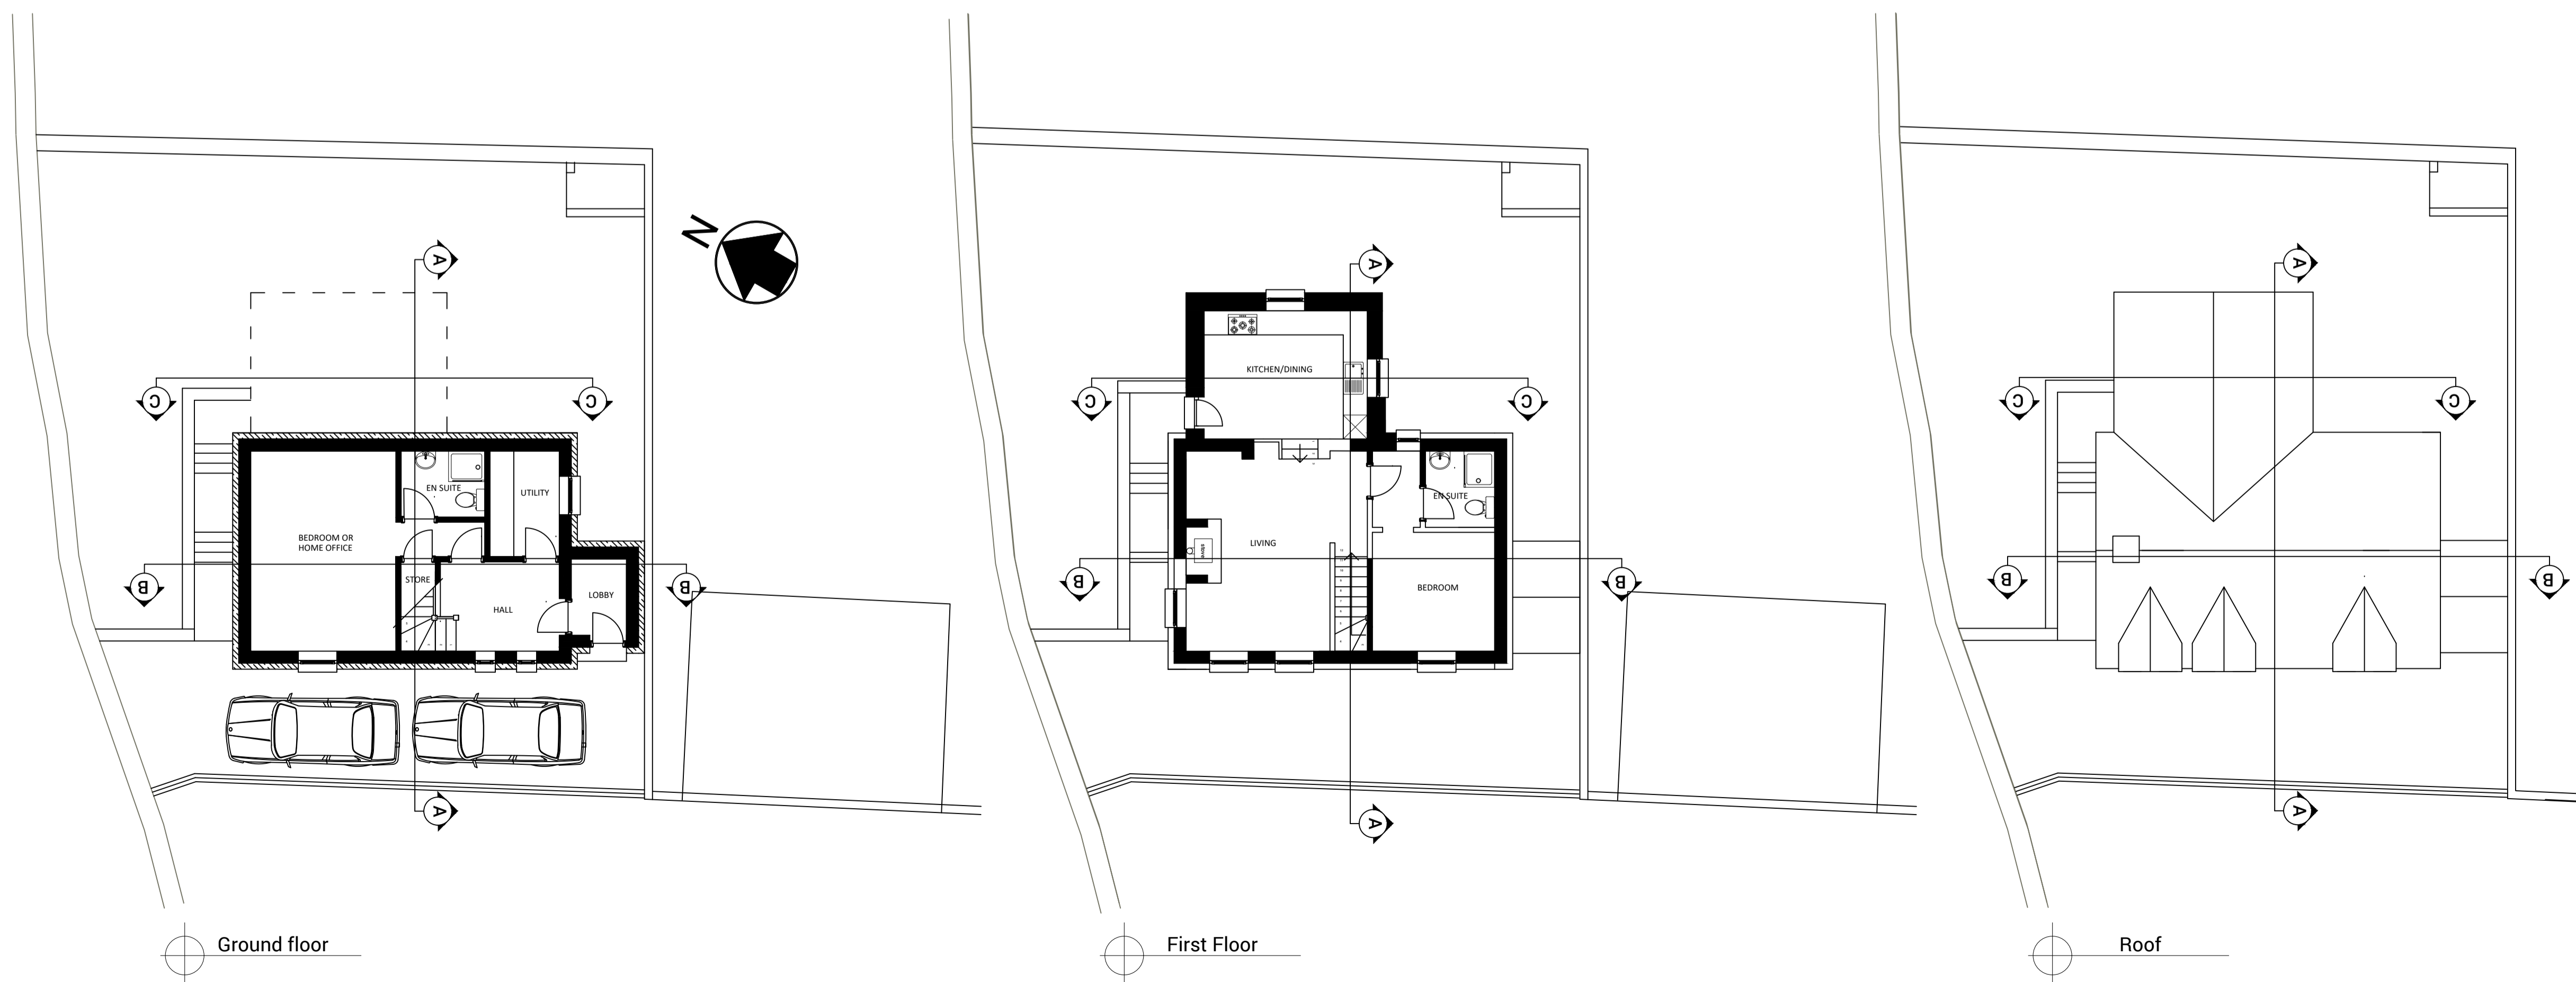 N
A
A
A
C
C
C
C
C
C
KITCHEN/DINING
EN SUITE
UTILITY
BEDROOM OR
HOME OFFICE
STORE
LOBBY
HALL
B
B
EN SUITE
LIVING
stove
BEDROOM
B
B
B
B
A
A
A
Ground floor
First Floor
Roof